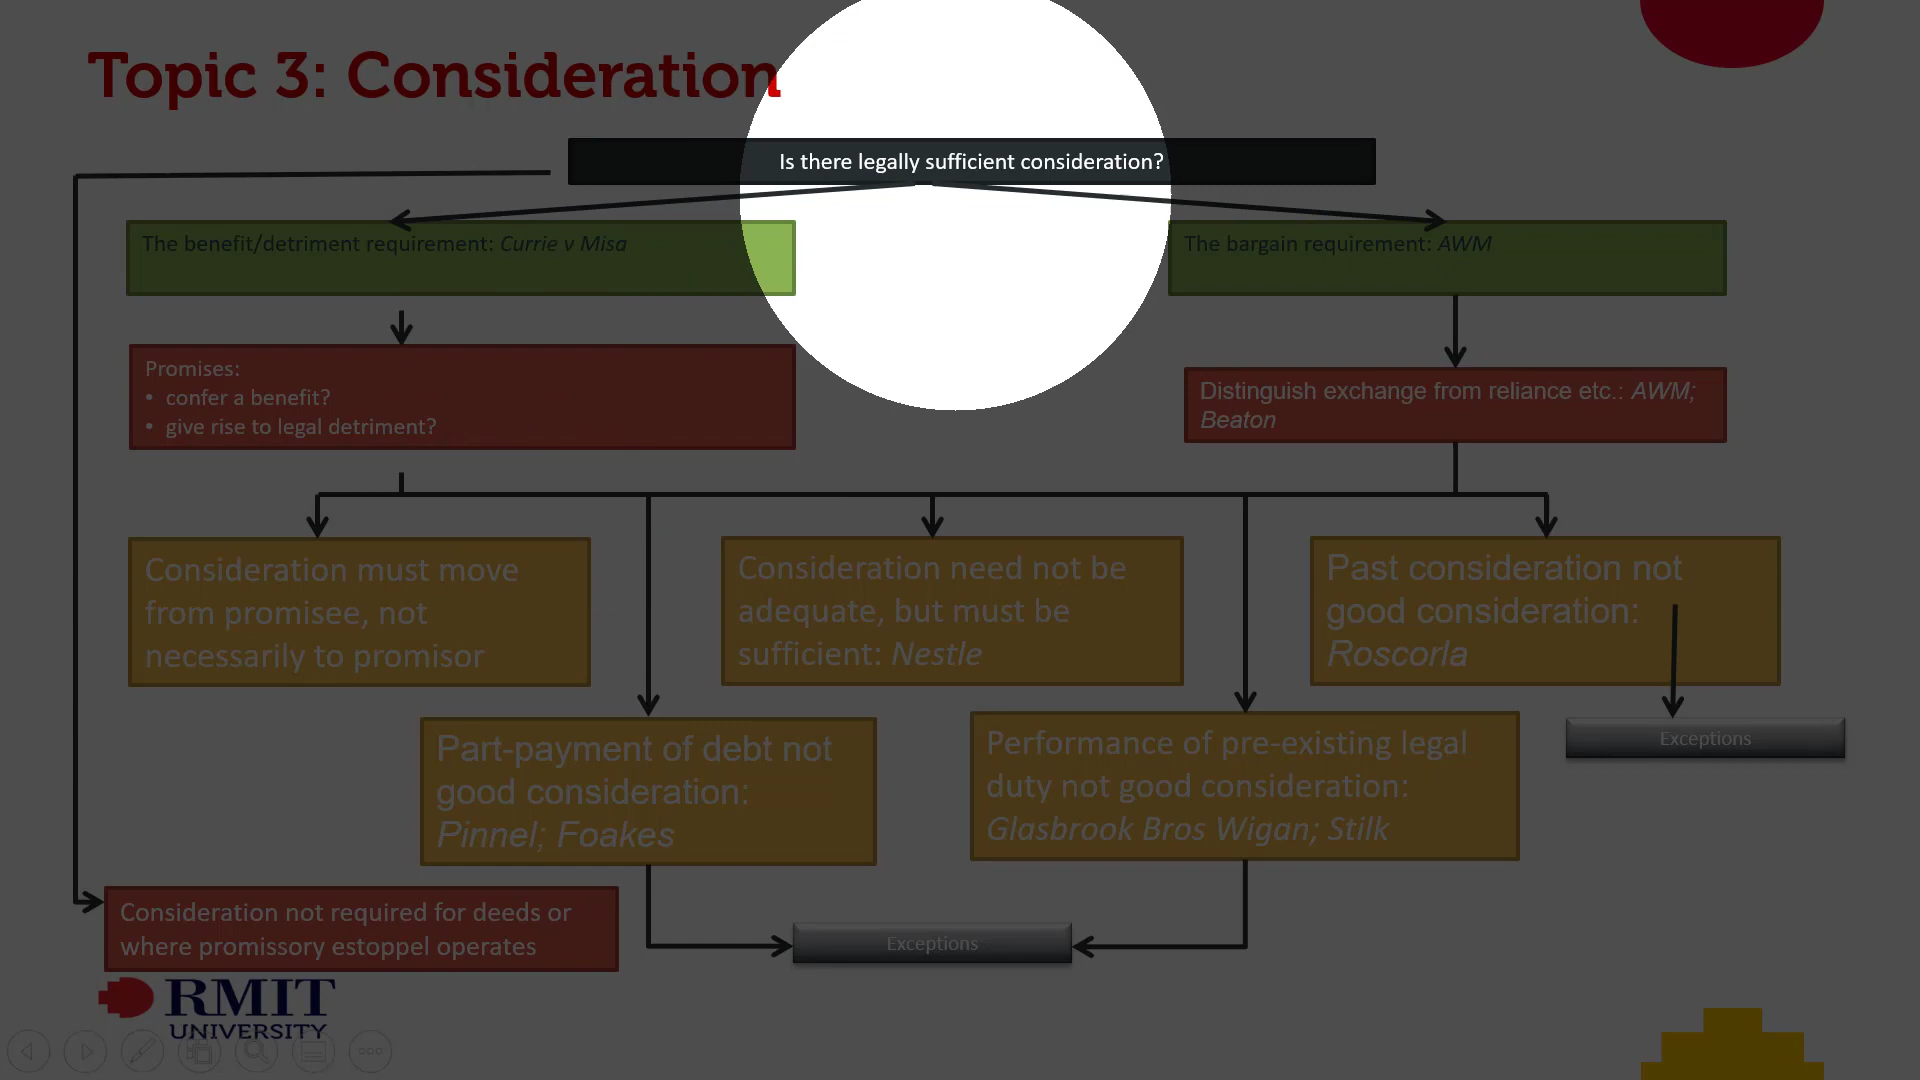 Topic 3: Consideration
Is there legally sufficient consideration?
The benefit/detriment requirement: Currie v Misa
The bargain requirement: AWM
Promises:
• confer a benefit?
• give rise to legal detriment?
Distinguish exchange from reliance etc.: AWM;
Beaton
Consideration must move
from promisee, not
necessarily to promisor
Consideration need not be
adequate, but must be
sufficient: Nestle
Past consideration not
good consideration:
Roscorla
Part-payment of debt not
good consideration:
Pinnel; Foakes
Performance of pre-existing legal
duty not good consideration:
Glasbrook Bros Wigan; Stilk
Exceptions
Consideration not required for deeds or
where promissory estoppel operates
Exceptions
RMIT
UNIVERSITY